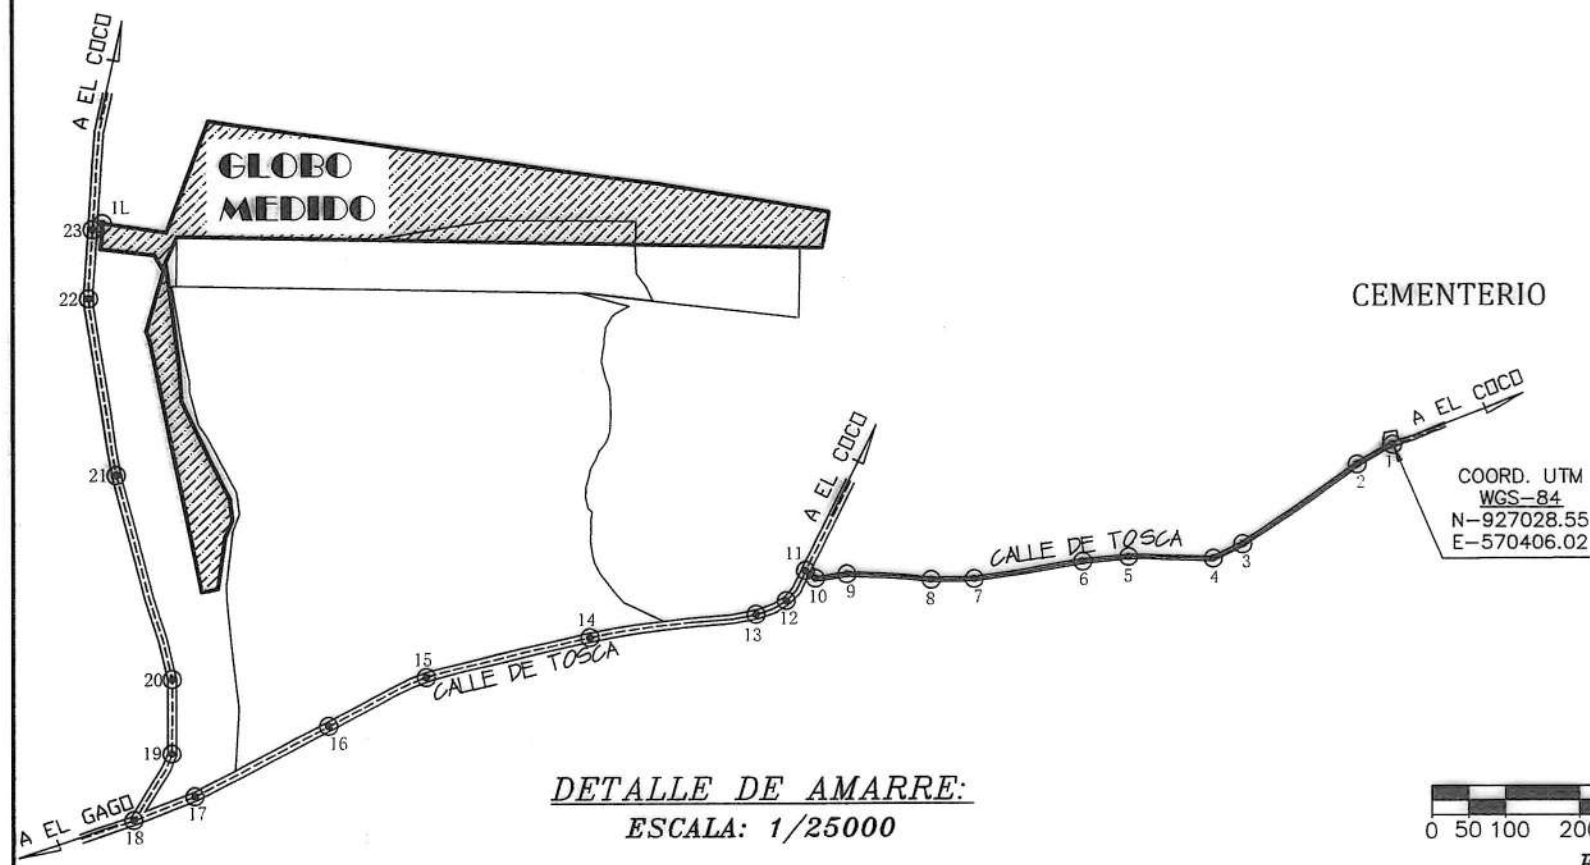 A EL COCO
GLOBO
MEDIDO
1L
23
22
CEMENTERIO
A EL COCO
1
2
COORD. UTM
WGS-84
N-927028.55
E-570406.02
21
A EL COCO
CALLE DE TOSCA
11
10
9
8
7
6
5
4
3
12
13
14
15
CALLE DE TOSCA
20
16
19
17
A EL GAGO
18
DETALLE DE AMARRE:
ESCALA: 1/25000
0 50 100 200